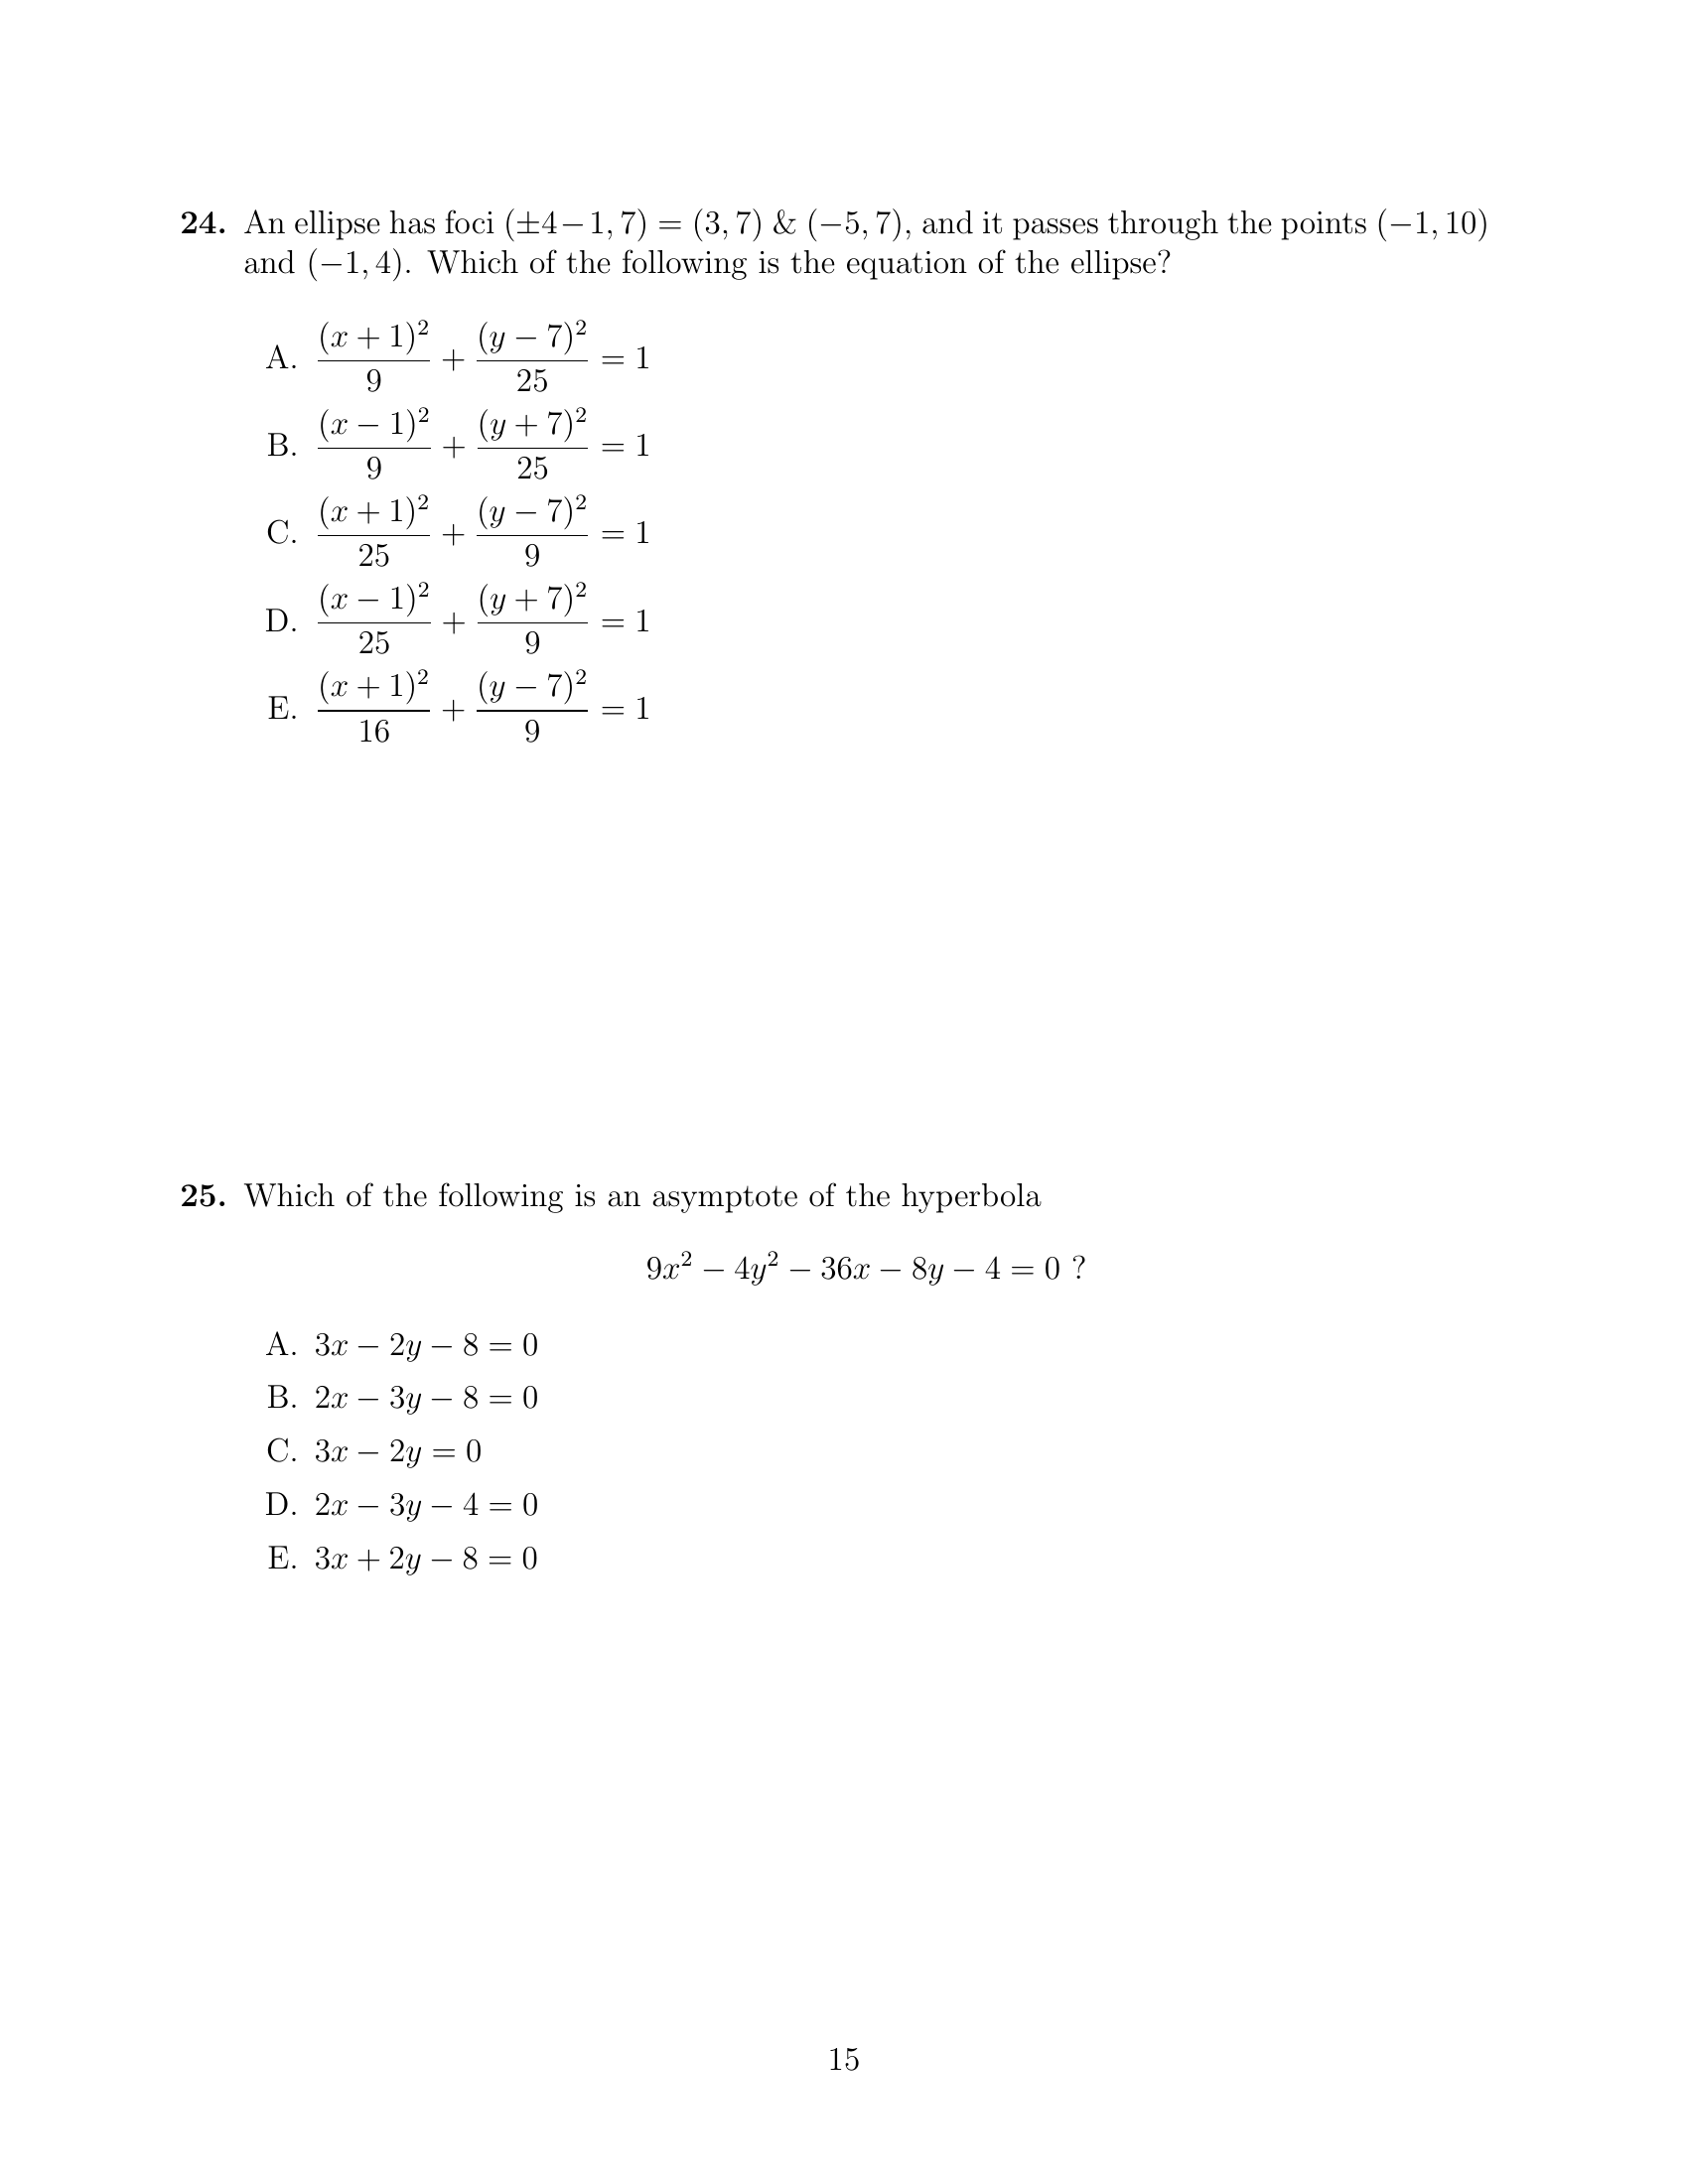 24. An ellipse has foci (±4−1, 7) = (3, 7) & (−5, 7), and it passes through the points (−1, 10)
and (−1, 4). Which of the following is the equation of the ellipse?
A. \frac{(x + 1)^2}{9} + \frac{(y − 7)^2}{25} = 1
B. \frac{(x − 1)^2}{9} + \frac{(y + 7)^2}{25} = 1
C. \frac{(x + 1)^2}{25} + \frac{(y − 7)^2}{9} = 1
D. \frac{(x − 1)^2}{25} + \frac{(y + 7)^2}{9} = 1
E. \frac{(x + 1)^2}{16} + \frac{(y − 7)^2}{9} = 1
25. Which of the following is an asymptote of the hyperbola
9x^2 − 4y^2 − 36x − 8y − 4 = 0 ?
A. 3x − 2y − 8 = 0
B. 2x − 3y − 8 = 0
C. 3x − 2y = 0
D. 2x − 3y − 4 = 0
E. 3x + 2y − 8 = 0
15